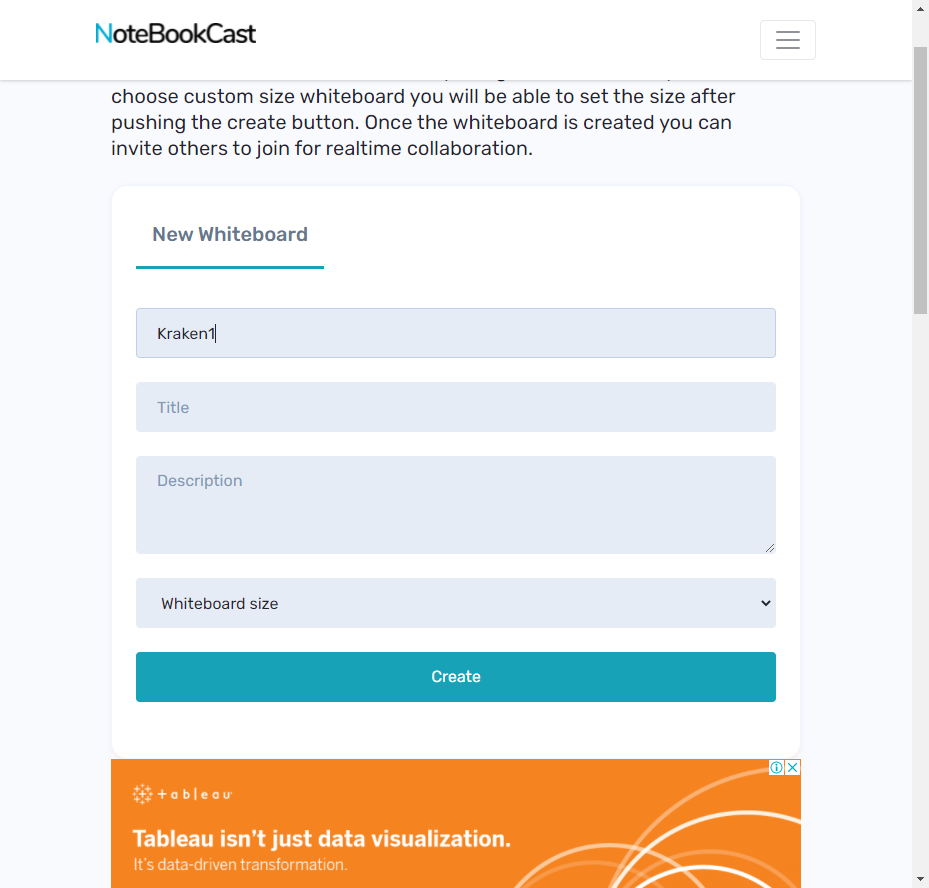 NoteBookCast
choose custom size whiteboard you will be able to set the size after
pushing the create button. Once the whiteboard is created you can
invite others to join for realtime collaboration.
New Whiteboard
Kraken1
Title
Description
Whiteboard size
Create
+ableau
Tableau isn't just data visualization.
It's data-driven transformation.